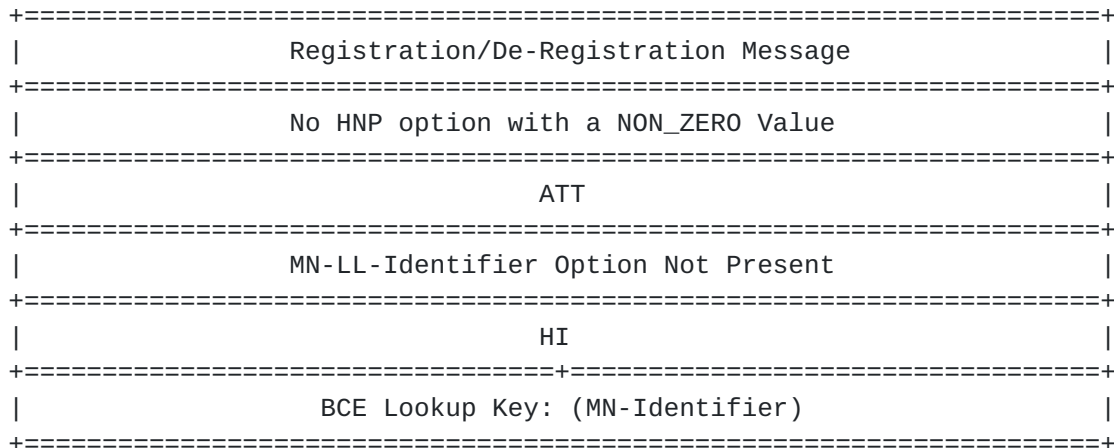 Registration/De-Registration Message
No HNP option with a NON_ZERO Value
ATT
MN-LL-Identifier Option Not Present
HI
BCE Lookup Key: (MN-Identifier)